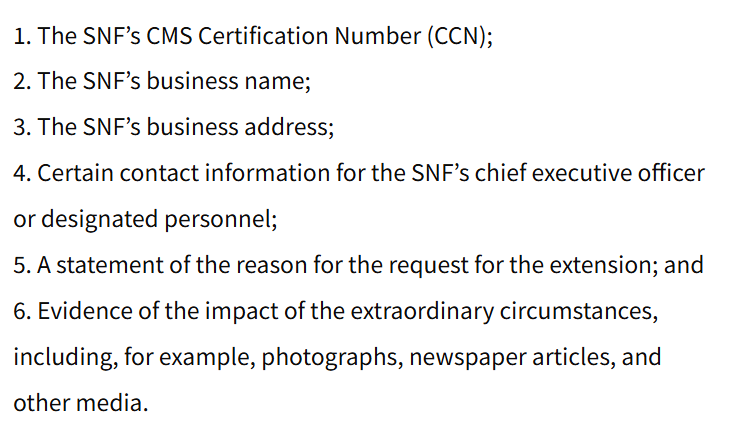 1. The SNF’s CMS Certification Number (CCN);
2. The SNF’s business name;
3. The SNF’s business address;
4. Certain contact information for the SNF’s chief executive officer
or designated personnel;
5. A statement of the reason for the request for the extension; and
6. Evidence of the impact of the extraordinary circumstances,
including, for example, photographs, newspaper articles, and
other media.